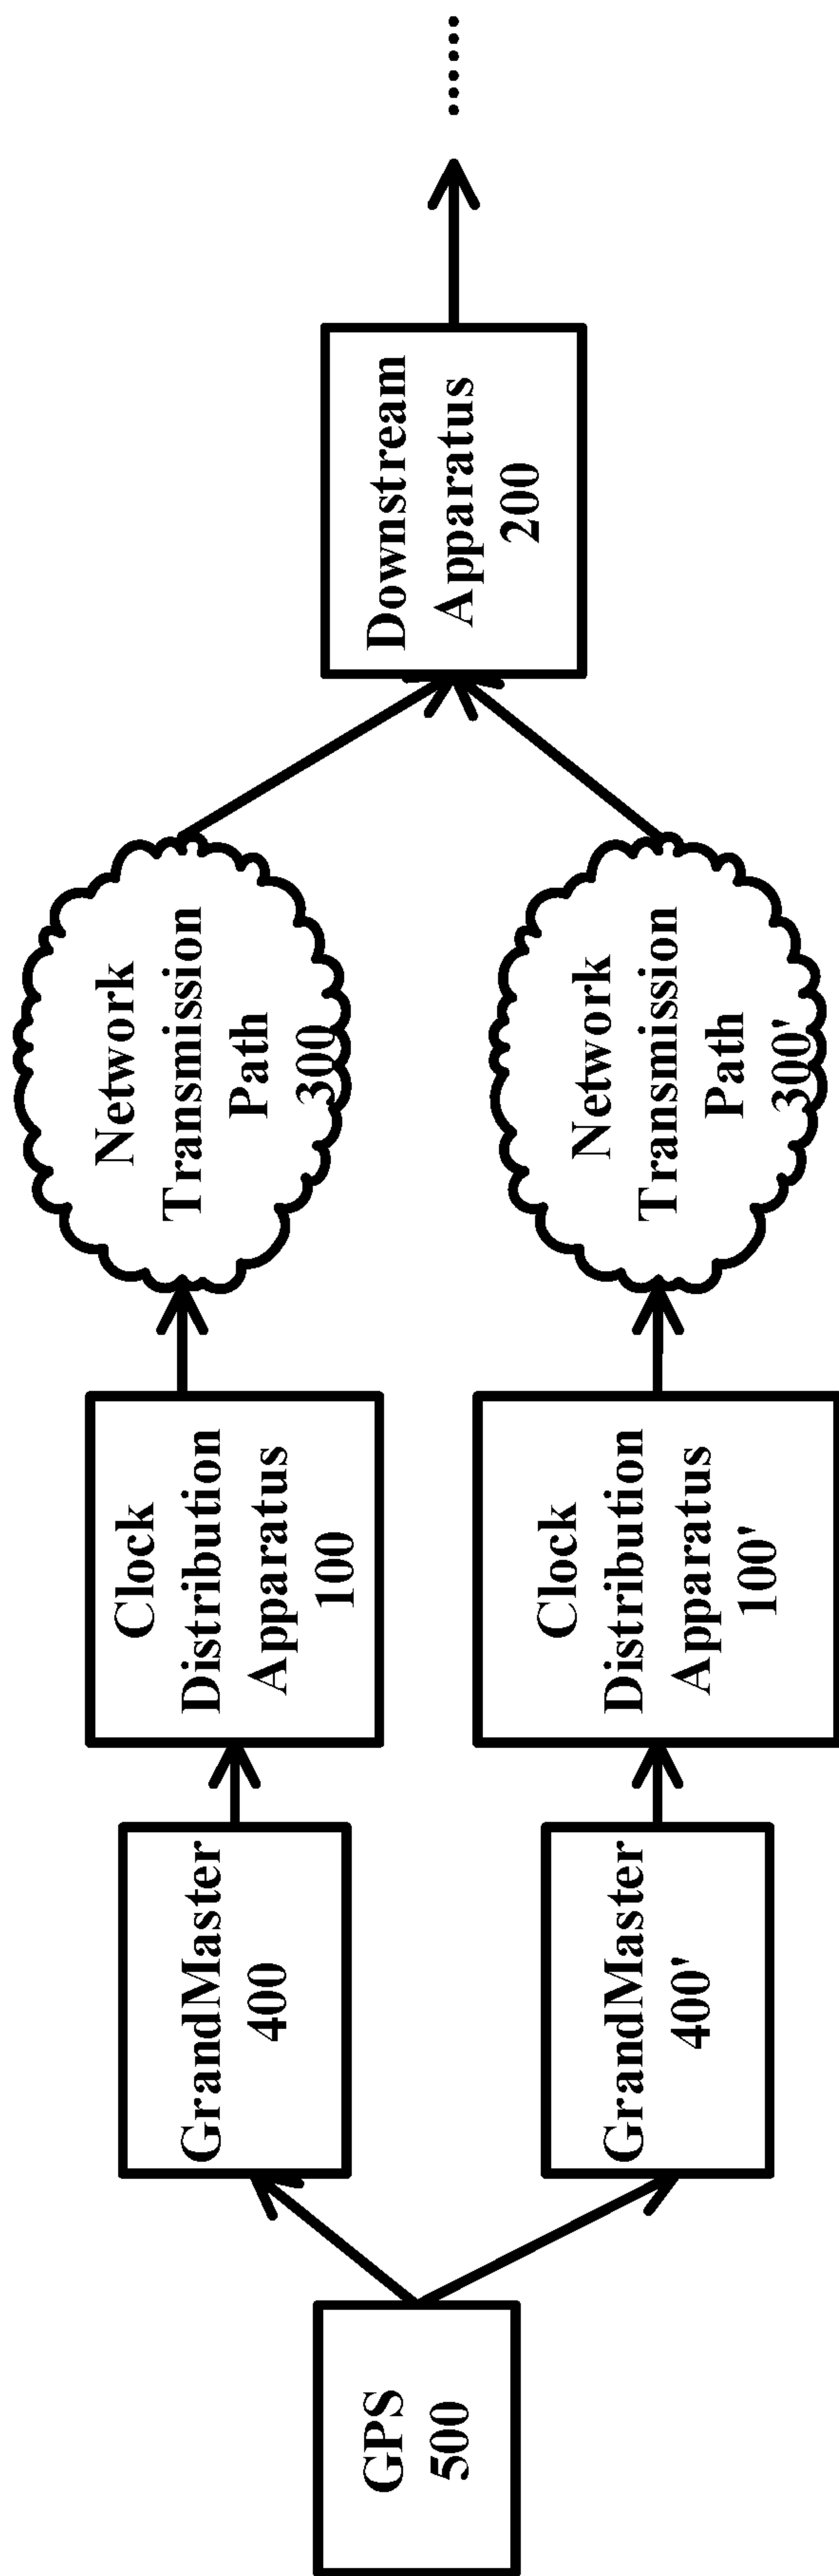 GPS
500
GrandMaster
400
GrandMaster
400'
Clock
Distribution
Apparatus
100
Clock
Distribution
Apparatus
100'
Network
Transmission
Path
300
Network
Transmission
Path
300'
Downstream
Apparatus
200
......